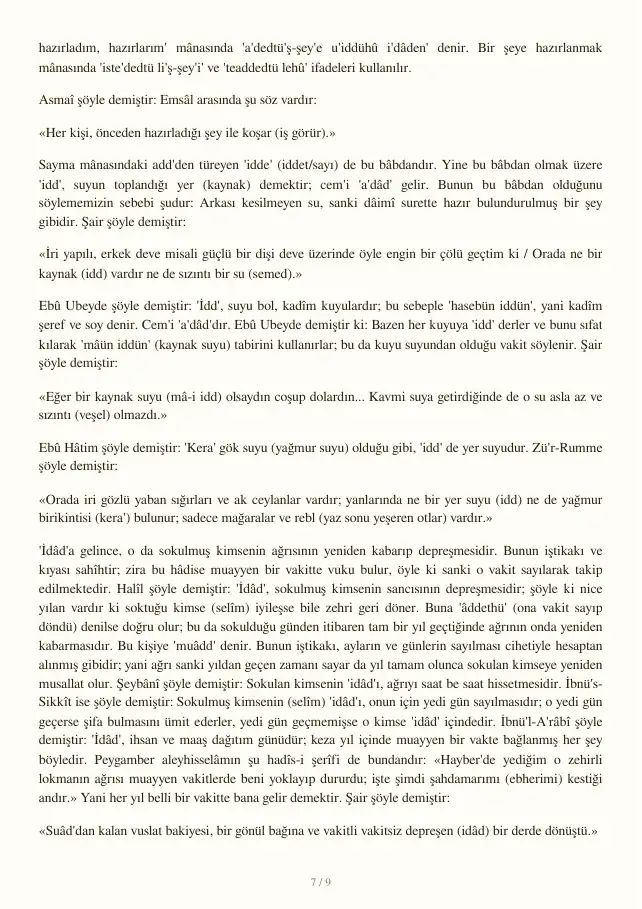 hazırladım, hazırlarım' mânasında 'a'dedtü'ş-şey'e u'iddühû i'dâden' denir. Bir şeye hazırlanmak
mânasında 'iste'dedtü li'ş-şey'i' ve 'teaddedtü lehû' ifadeleri kullanılır.
Asmaî şöyle demiştir: Emsâl arasında şu söz vardır:
«Her kişi, önceden hazırladığı şey ile koşar (iş görür).»
Sayma mânasındaki add'den türeyen 'idde' (iddet/sayı) de bu bâbdandır. Yine bu bâbdan olmak üzere
'idd', suyun toplandığı yer (kaynak) demektir; cem'i 'a'dâd' gelir. Bunun bu bâbdan olduğunu
söylememizin sebebi şudur: Arkası kesilmeyen su, sanki dâimî surette hazır bulundurulmuş bir şey
gibidir. Şair şöyle demiştir:
«İri yapılı, erkek deve misali güçlü bir dişi deve üzerinde öyle engin bir çölü geçtim ki / Orada ne bir
kaynak (idd) vardır ne de sızıntı bir su (semed).»
Ebû Ubeyde şöyle demiştir: 'İdd', suyu bol, kadîm kuyulardır; bu sebeple 'hasebün iddün', yani kadîm
şeref ve soy denir. Cem'i 'a'dâd'dır. Ebû Ubeyde demiştir ki: Bazen her kuyuya 'idd' derler ve bunu sıfat
kılarak 'mâün iddün' (kaynak suyu) tabirini kullanırlar; bu da kuyu suyundan olduğu vakit söylenir. Şair
şöyle demiştir:
«Eğer bir kaynak suyu (mâ-i idd) olsaydın coşup dolardın... Kavmi suya getirdiğinde de o su asla az ve
sızıntı (veşel) olmazdı.»
Ebû Hâtim şöyle demiştir: 'Kera' gök suyu (yağmur suyu) olduğu gibi, 'idd' de yer suyudur. Zü'r-Rumme
şöyle demiştir:
«Orada iri gözlü yaban sığırları ve ak ceylanlar vardır; yanlarında ne bir yer suyu (idd) ne de yağmur
birikintisi (kera') bulunur; sadece mağaralar ve rebl (yaz sonu yeşeren otlar) vardır.»
'İdâd'a gelince, o da sokulmuş kimsenin ağrısının yeniden kabarıp depreşmesidir. Bunun iştikakı ve
kıyası sahîhtir; zira bu hâdise muayyen bir vakitte vuku bulur, öyle ki sanki o vakit sayılarak takip
edilmektedir. Halîl şöyle demiştir: 'İdâd', sokulmuş kimsenin sancısının depreşmesidir; şöyle ki nice
yılan vardır ki soktuğu kimse (selîm) iyileşse bile zehri geri döner. Buna 'âddethü' (ona vakit sayıp
döndü) denilse doğru olur; bu da sokulduğu günden itibaren tam bir yıl geçtiğinde ağrının onda yeniden
kabarmasıdır. Bu kişiye 'muâdd' denir. Bunun iştikakı, ayların ve günlerin sayılması cihetiyle hesaptan
alınmış gibidir; yani ağrı sanki yıldan geçen zamanı sayar da yıl tamam olunca sokulan kimseye yeniden
musallat olur. Şeybânî şöyle demiştir: Sokulan kimsenin 'idâd'ı, ağrıyı saat be saat hissetmesidir. İbnü's-
Sikkît ise şöyle demiştir: Sokulmuş kimsenin (selîm) 'idâd'ı, onun için yedi gün sayılmasıdır; o yedi gün
geçerse şifa bulmasını ümit ederler, yedi gün geçmemişse o kimse 'idâd' içindedir. İbnü'l-A'râbî şöyle
demiştir: 'İdâd', ihsan ve maaş dağıtım günüdür; keza yıl içinde muayyen bir vakte bağlanmış her şey
böyledir. Peygamber aleyhisselâmın şu hadîs-i şerîfi de bundandır: «Hayber'de yediğim o zehirli
lokmanın ağrısı muayyen vakitlerde beni yoklayıp dururdu; işte şimdi şahdamarımı (ebherimi) kestiği
andır.» Yani her yıl belli bir vakitte bana gelir demektir. Şair şöyle demiştir:
«Suâd'dan kalan vuslat bakiyesi, bir gönül bağına ve vakitli vakitsiz depreşen (idâd) bir derde dönüştü.»
7 / 9